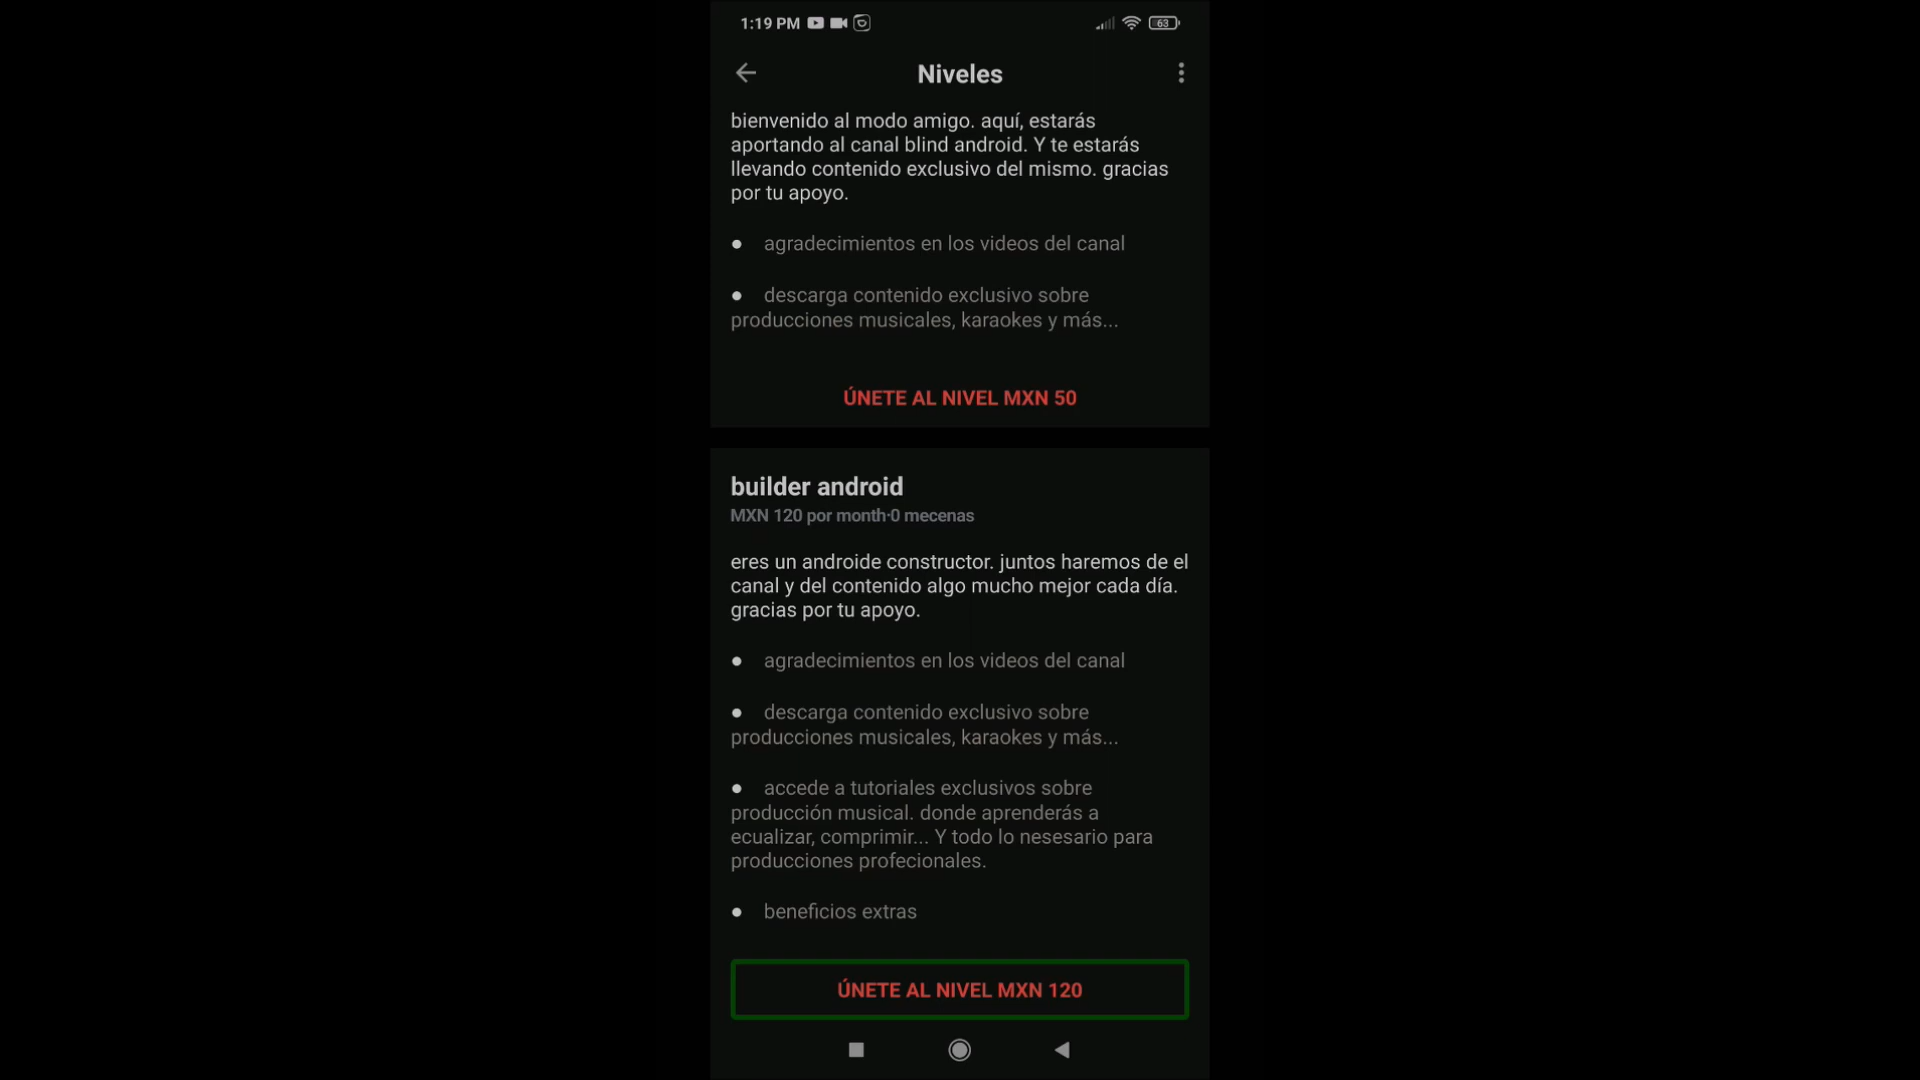 1:19 PM
63
Niveles
bienvenido al modo amigo. aquí, estarás
aportando al canal blind android. Y te estarás
llevando contenido exclusivo del mismo. gracias
por tu apoyo.
● agradecimientos en los videos del canal
● descarga contenido exclusivo sobre
producciones musicales, karaokes y más...
ÚNETE AL NIVEL MXN 50
builder android
MXN 120 por month·0 mecenas
eres un androide constructor. juntos haremos de el
canal y del contenido algo mucho mejor cada día.
gracias por tu apoyo.
● agradecimientos en los videos del canal
● descarga contenido exclusivo sobre
producciones musicales, karaokes y más...
● accede a tutoriales exclusivos sobre
producción musical. donde aprenderás a
ecualizar, comprimir... Y todo lo nesesario para
producciones profecionales.
● beneficios extras
ÚNETE AL NIVEL MXN 120